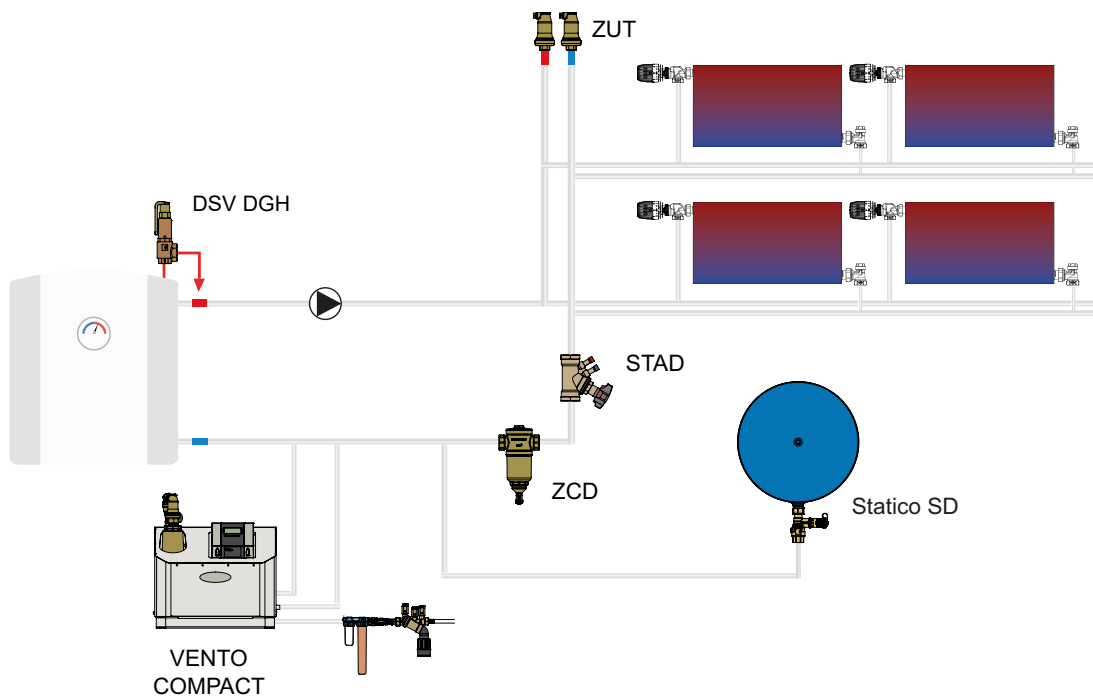 ZUT
DSV DGH
STAD
ZCD
Statico SD
VENTO
COMPACT